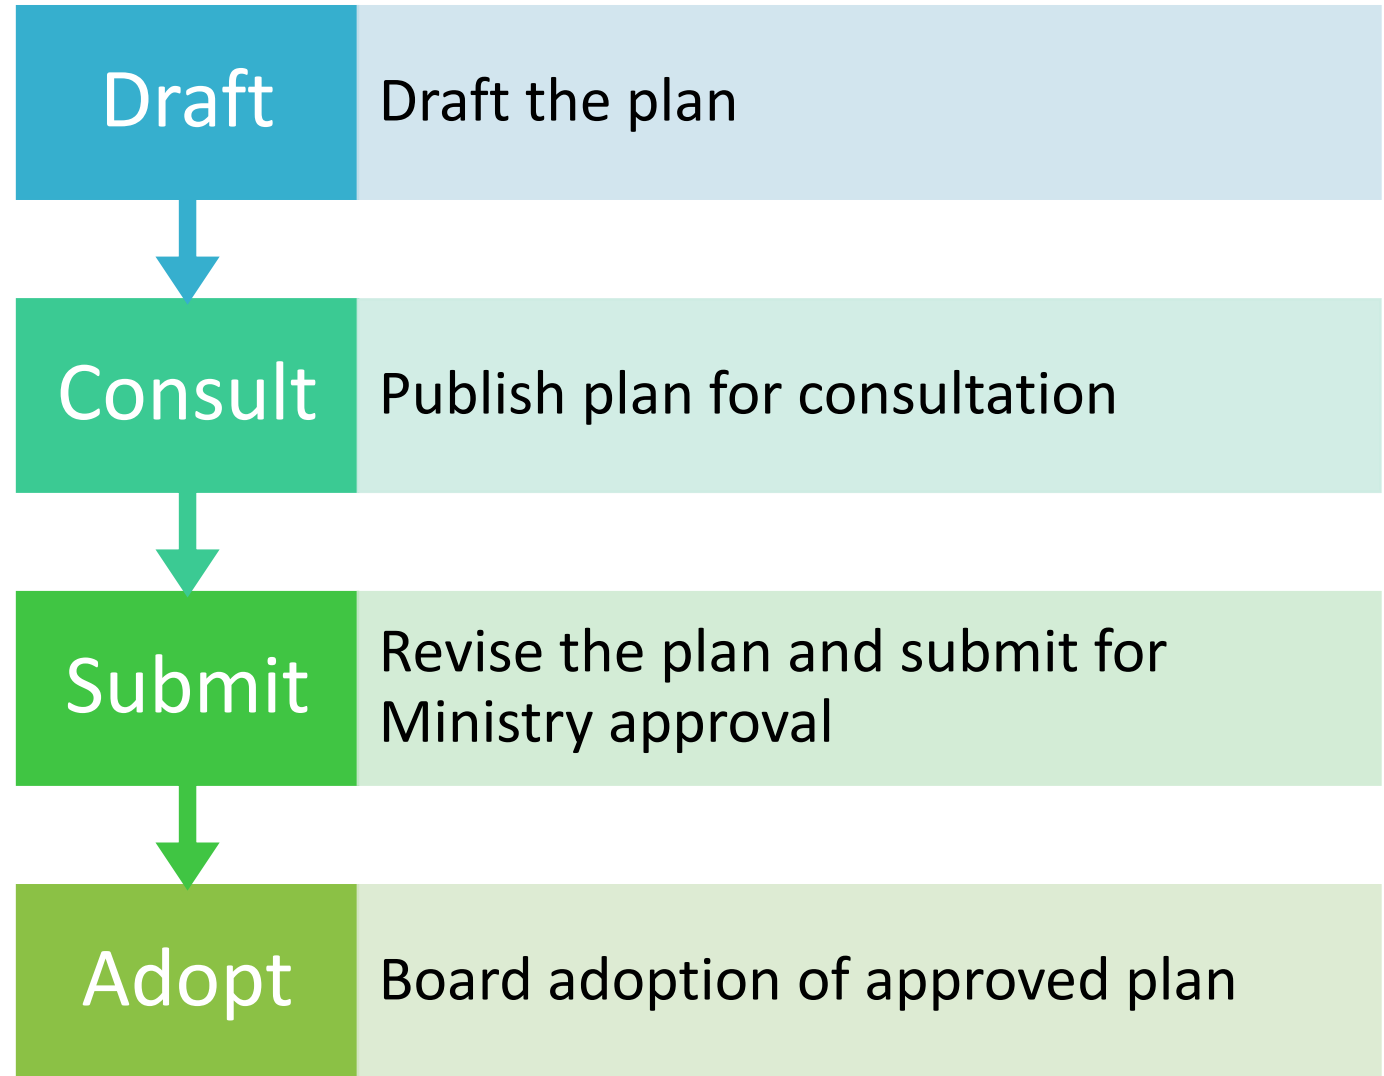 Draft
Draft the plan
Consult
Publish plan for consultation
Submit
Revise the plan and submit for
Ministry approval
Adopt
Board adoption of approved plan